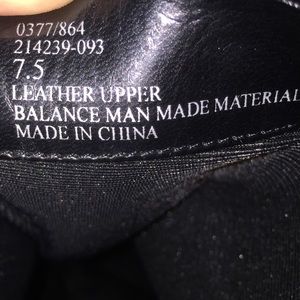 0377/864
214239-093
7.5
LEATHER UPPER
BALANCE MAN MADE MATERIAL
MADE IN CHINA